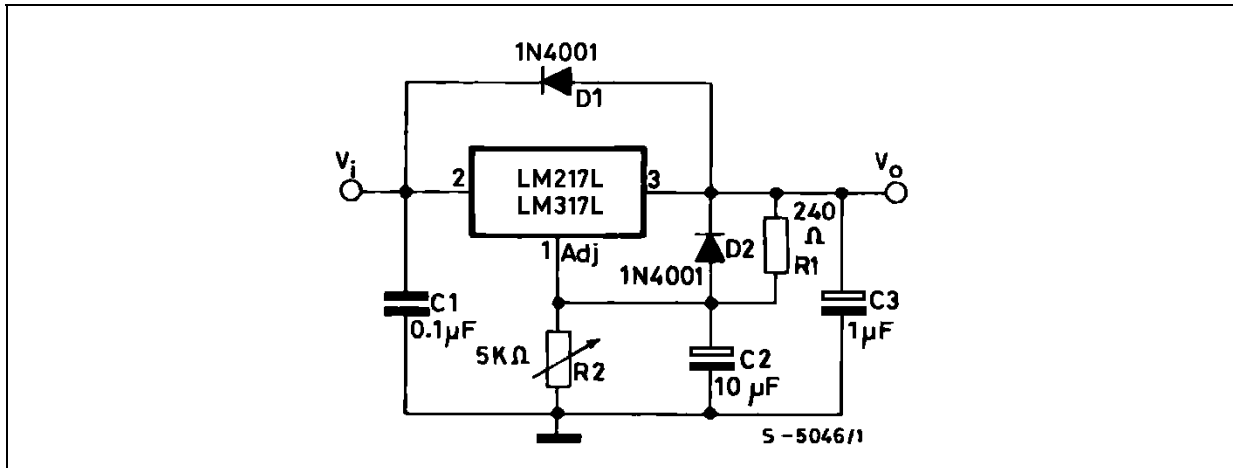 1N4001
D1
Vi
2
LM217L
LM317L
3
Vo
1 Adj
D2
1N4001
240
Ω
R1
C1
0.1µF
5KΩ
R2
C2
10 µF
C3
1µF
S-5046/1